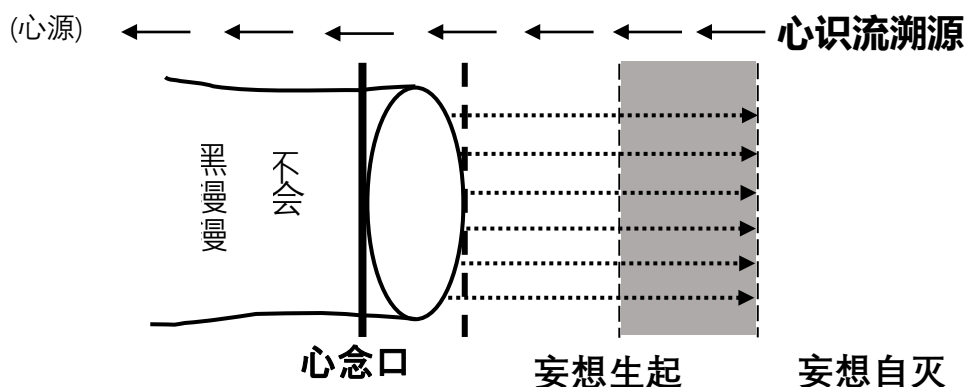 (心源)
心识流溯源
黑漫漫
不会
心念口
妄想生起
妄想自灭